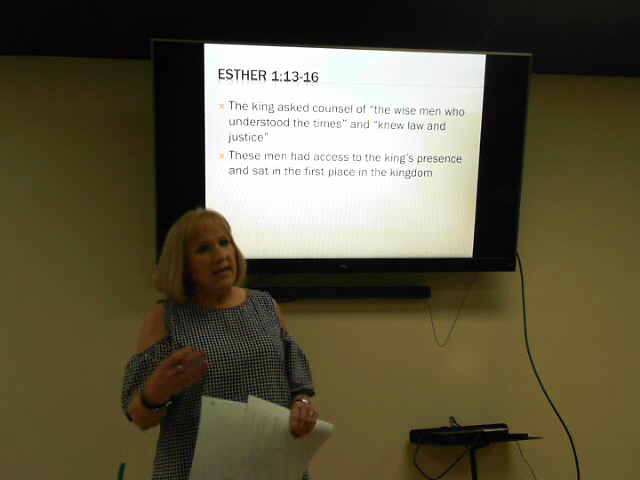 ESTHER 1:13-16
× The king asked counsel of “the wise men who
understood the times” and “knew law and
justice”
× These men had access to the king’s presence
and sat in the first place in the kingdom